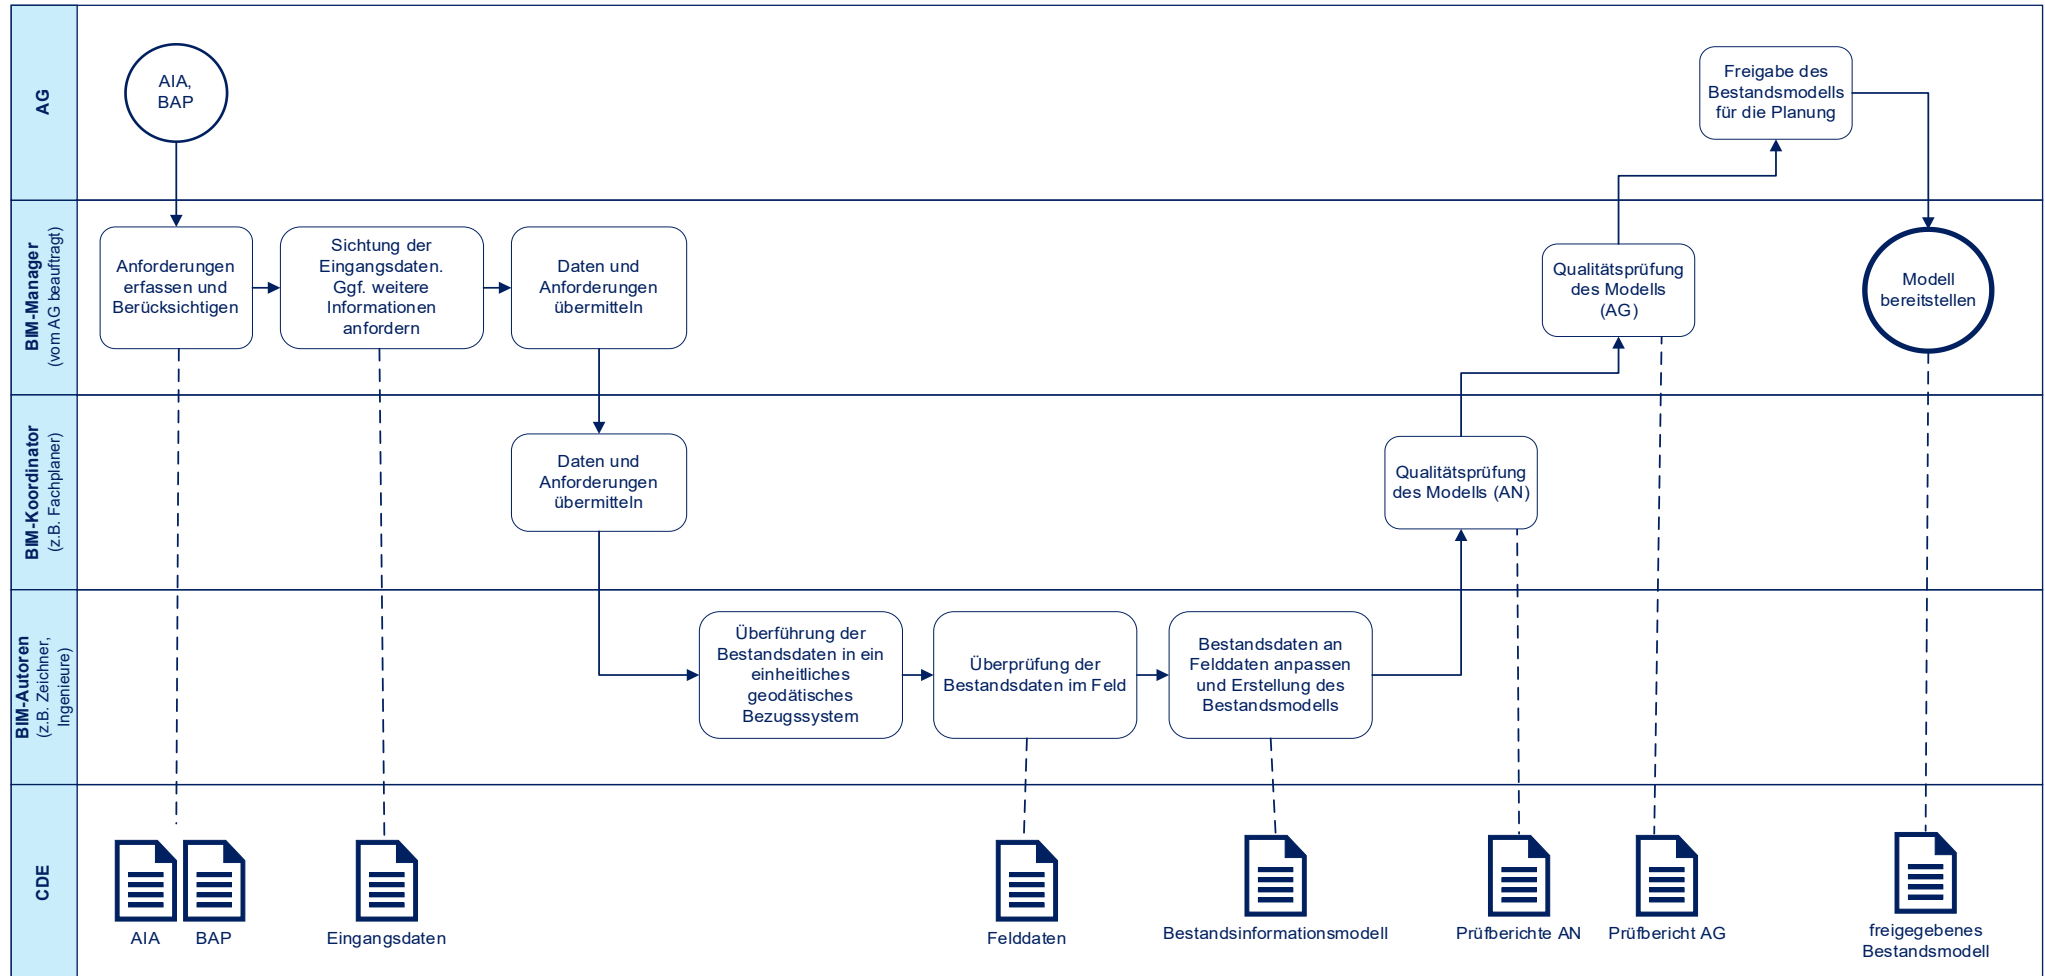 AG
AIA,
BAP
Freigabe des
Bestandsmodells
für die Planung
BIM-Manager
(vom AG beauftragt)
Anforderungen
erfassen und
Berücksichtigen
Sichtung der
Eingangsdaten.
Ggf. weitere
Informationen
anfordern
Daten und
Anforderungen
übermitteln
Qualitätsprüfung
des Modells
(AG)
Modell
bereitstellen
BIM-Koordinator
(z.B. Fachplaner)
Daten und
Anforderungen
übermitteln
Qualitätsprüfung
des Modells (AN)
BIM-Autoren
(z.B. Zeichner,
Ingenieure)
Überführung der
Bestandsdaten in ein
einheitliches
geodätisches
Bezugssystem
Überprüfung der
Bestandsdaten im Feld
Bestandsdaten an
Felddaten anpassen
und Erstellung des
Bestandsmodells
CDE
AIA
BAP
Eingangsdaten
Felddaten
Bestandsinformationsmodell
Prüfberichte AN
Prüfbericht AG
freigegebenes
Bestandsmodell